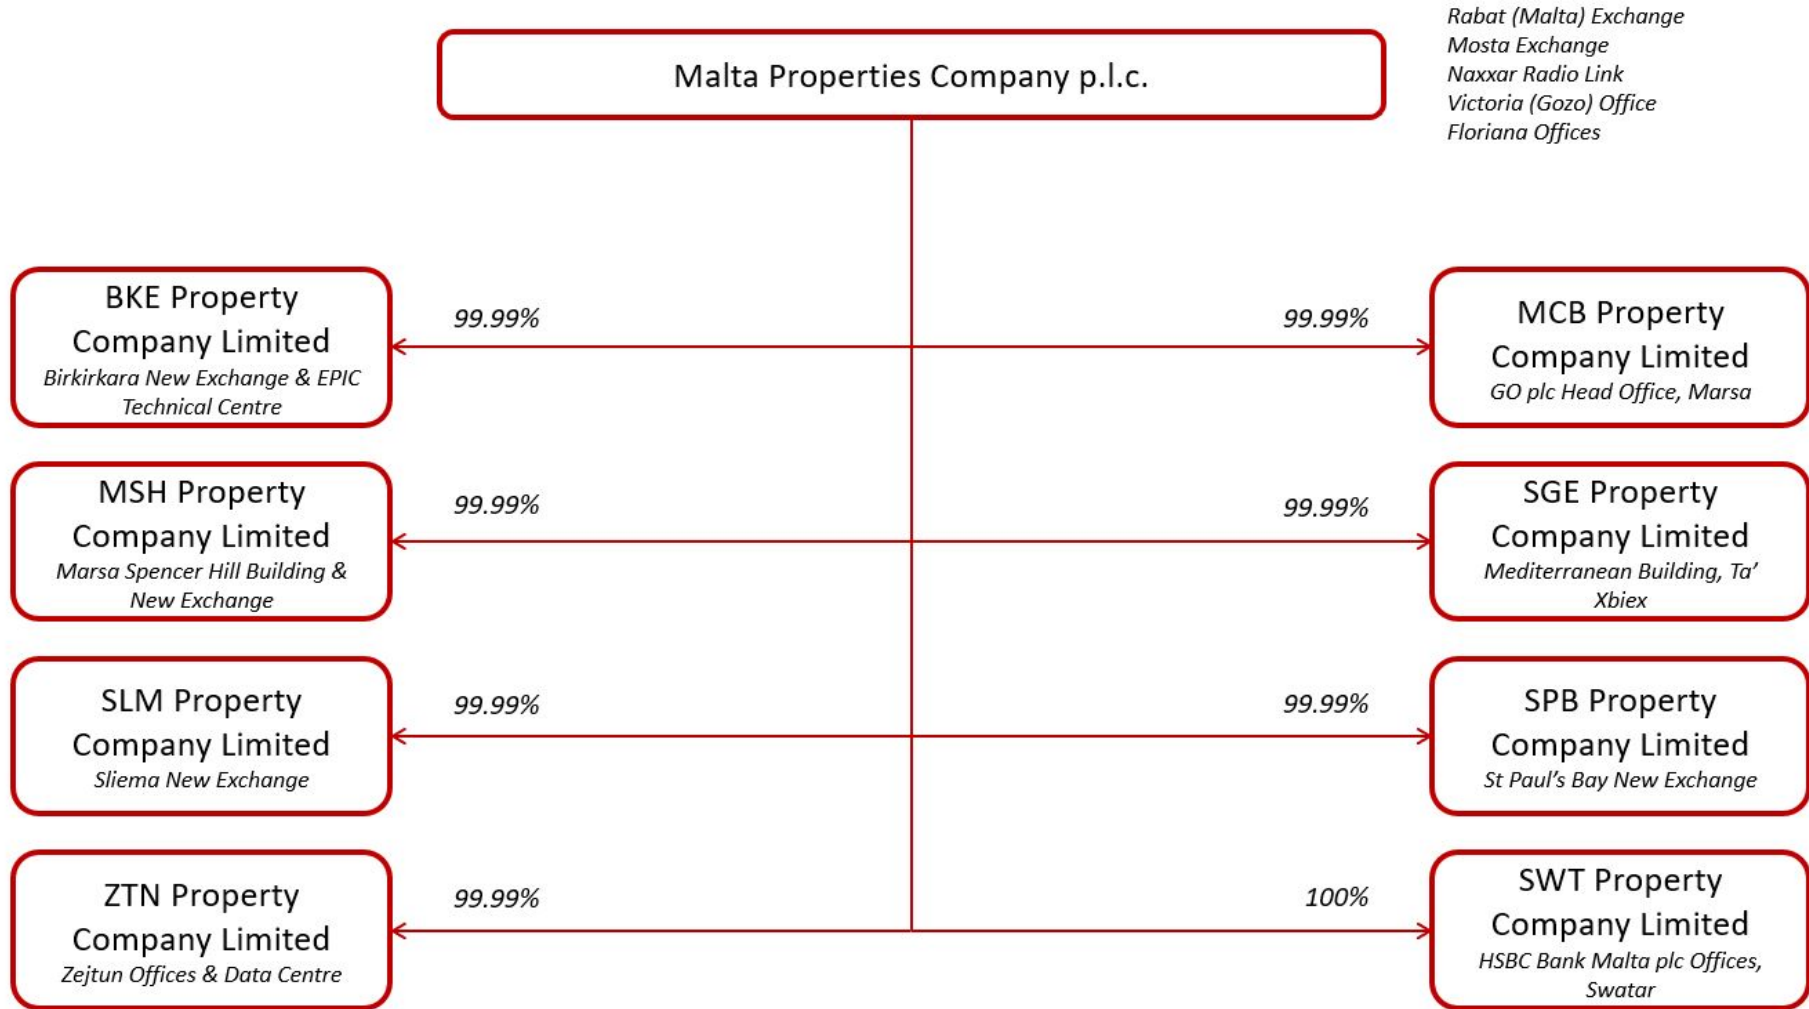 Rabat (Malta) Exchange
Mosta Exchange
Naxxar Radio Link
Victoria (Gozo) Office
Floriana Offices
Malta Properties Company p.l.c.
BKE Property
Company Limited
Birkirkara New Exchange & EPIC
Technical Centre
99.99%
99.99%
MCB Property
Company Limited
GO plc Head Office, Marsa
MSH Property
Company Limited
Marsa Spencer Hill Building &
New Exchange
99.99%
99.99%
SGE Property
Company Limited
Mediterranean Building, Ta’
Xbiex
SLM Property
Company Limited
Sliema New Exchange
99.99%
99.99%
SPB Property
Company Limited
St Paul’s Bay New Exchange
ZTN Property
Company Limited
Zejtun Offices & Data Centre
99.99%
100%
SWT Property
Company Limited
HSBC Bank Malta plc Offices,
Swatar